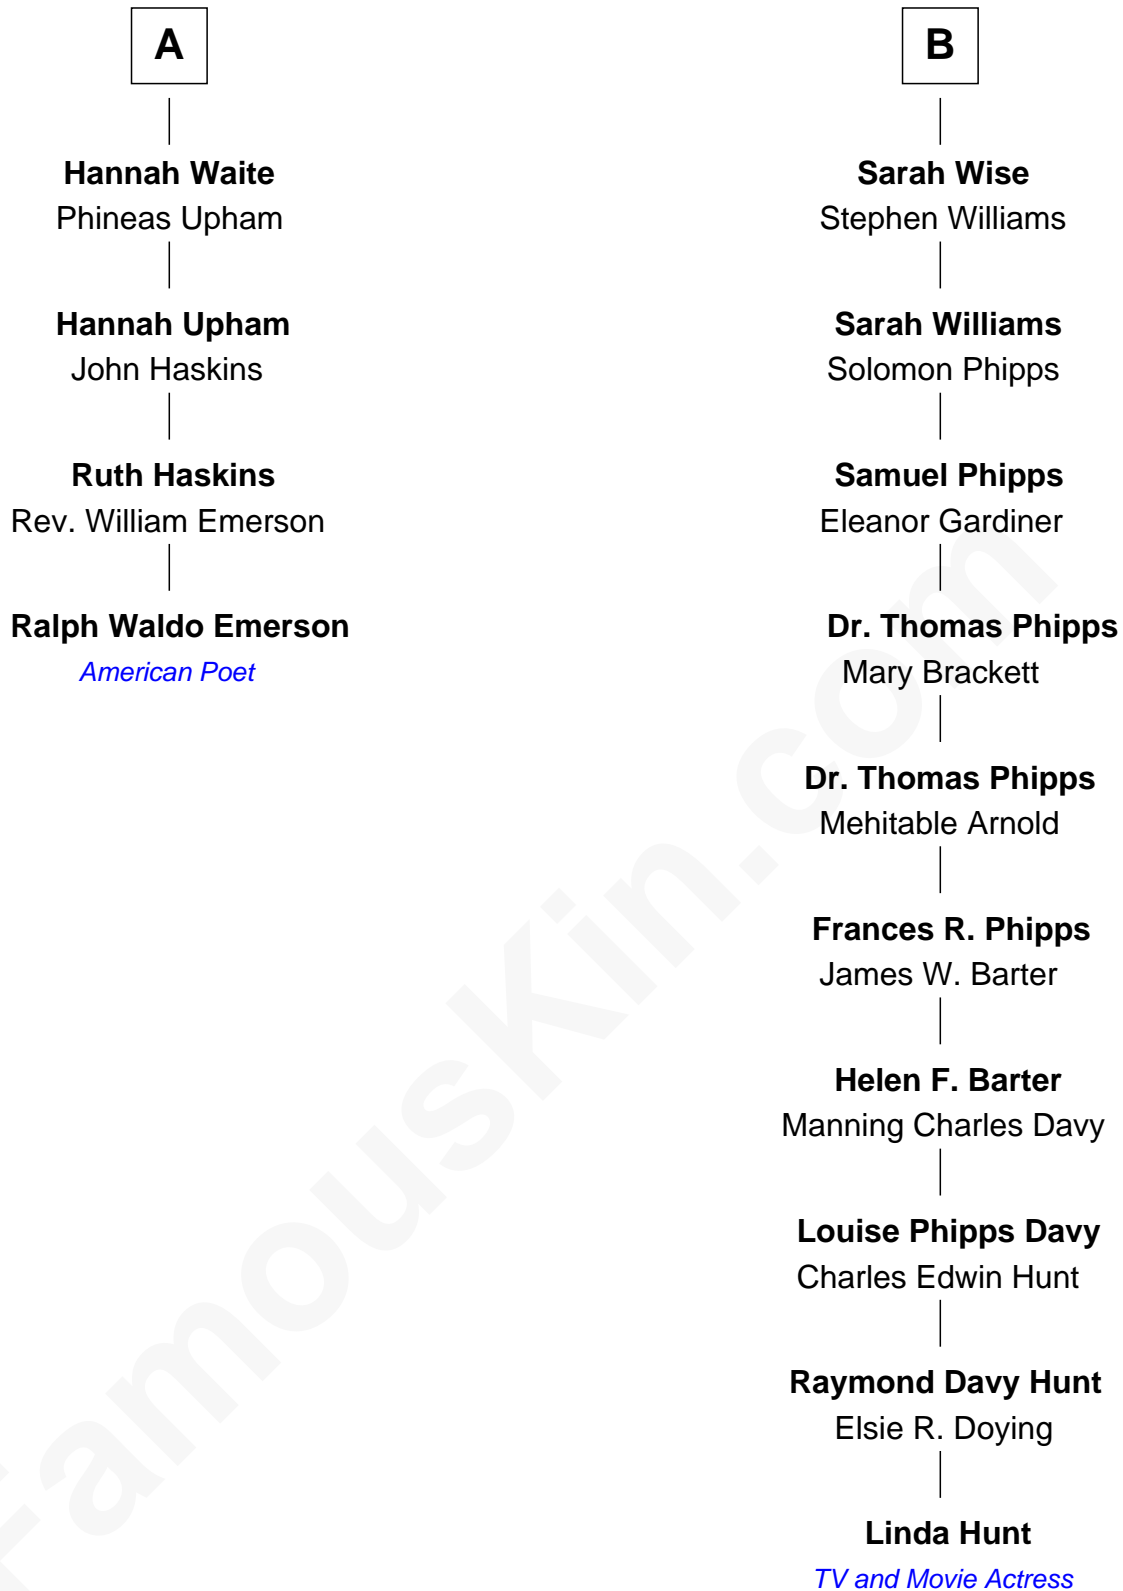 A
Hannah Waite
Phineas Upham
Hannah Upham
John Haskins
Ruth Haskins
Rev. William Emerson
Ralph Waldo Emerson
American Poet
B
Sarah Wise
Stephen Williams
Sarah Williams
Solomon Phipps
Samuel Phipps
Eleanor Gardiner
Dr. Thomas Phipps
Mary Brackett
Dr. Thomas Phipps
Mehitable Arnold
Frances R. Phipps
James W. Barter
Helen F. Barter
Manning Charles Davy
Louise Phipps Davy
Charles Edwin Hunt
Raymond Davy Hunt
Elsie R. Doying
Linda Hunt
TV and Movie Actress
FamousKin.com